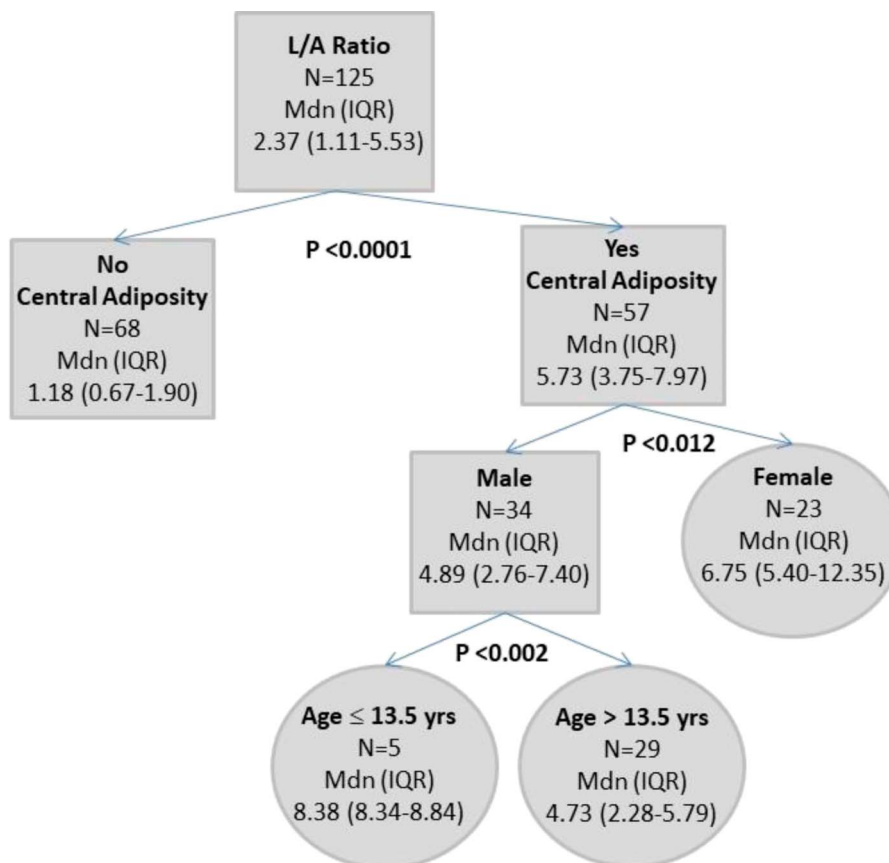 L/A Ratio
N=125
Mdn (IQR)
2.37 (1.11-5.53)
P <0.0001
No
Central Adiposity
N=68
Mdn (IQR)
1.18 (0.67-1.90)
Yes
Central Adiposity
N=57
Mdn (IQR)
5.73 (3.75-7.97)
P <0.012
Male
N=34
Mdn (IQR)
4.89 (2.76-7.40)
Female
N=23
Mdn (IQR)
6.75 (5.40-12.35)
P <0.002
Age ≤ 13.5 yrs
N=5
Mdn (IQR)
8.38 (8.34-8.84)
Age > 13.5 yrs
N=29
Mdn (IQR)
4.73 (2.28-5.79)